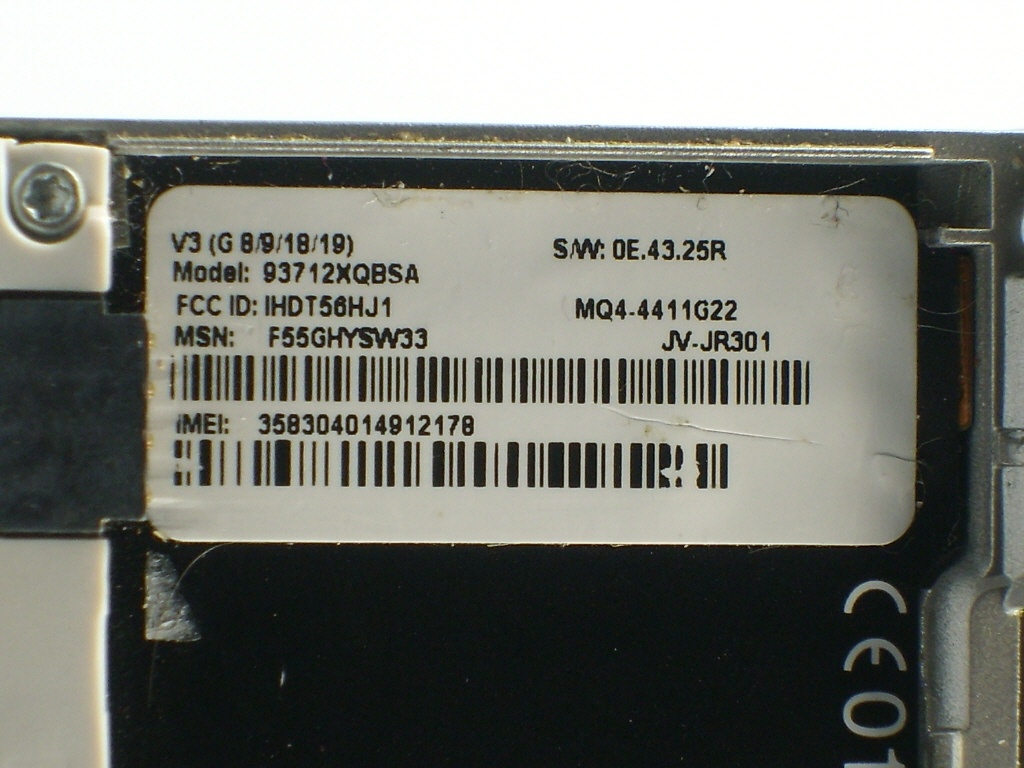 V3 (G 8/9/18/19) S/W: 0E.43.25R
Model: 93712XQBSA
FCC ID: IHDT56HJ1 MQ4-4411G22
MSN: F55GHYSW33 JV-JR301
IMEI: 358304014912178
CE01